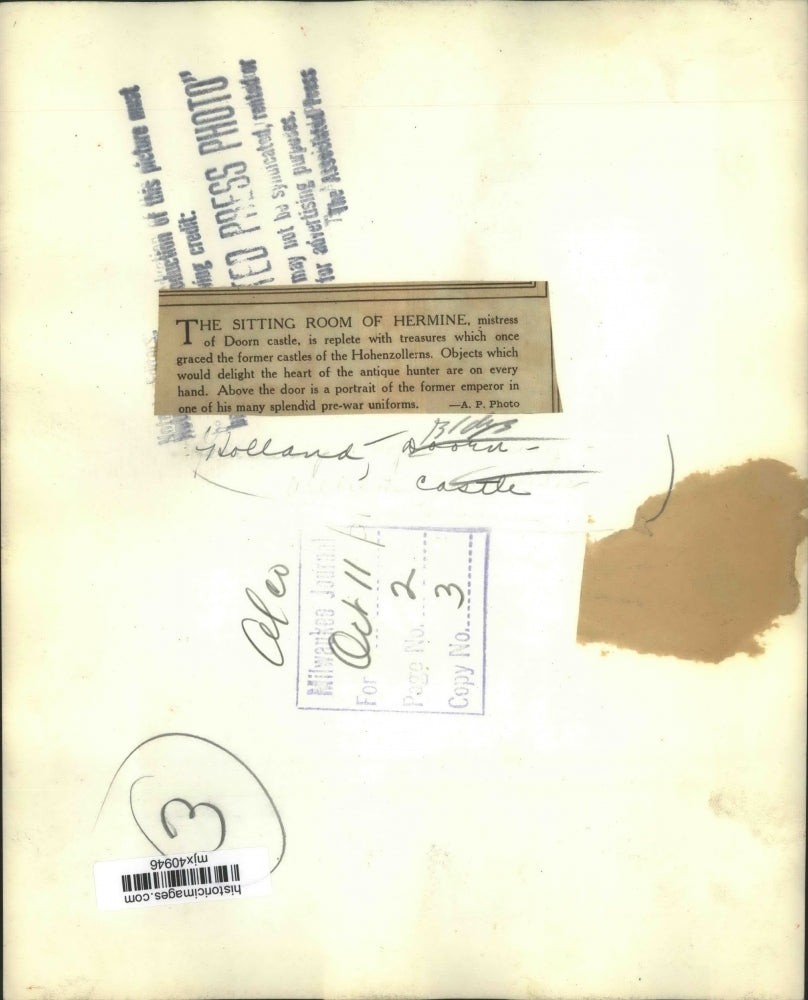 duction of this picture must
ing credit:
TED PRESS PHOTO"
may not be syndicated, rented or
for advertising purposes.
The Associated Press
THE SITTING ROOM OF HERMINE, mistress
of Doorn castle, is replete with treasures which once
graced the former castles of the Hohenzollerns. Objects which
would delight the heart of the antique hunter are on every
hand. Above the door is a portrait of the former emperor in
one of his many splendid pre-war uniforms. —A. P. Photo
Bldgs
Holland, Doorn -
castle
Milwaukee Journal
For Oct 11
Page No. 2
Copy No. 3
3
historicimages.com
mjx40946